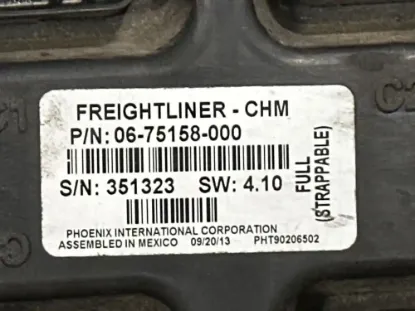 FREIGHTLINER - CHM
P/N: 06-75158-000
S/N: 351323 SW: 4.10
FULL
(STRAPPABLE)
PHOENIX INTERNATIONAL CORPORATION
ASSEMBLED IN MEXICO 09/20/13 PHT90206502